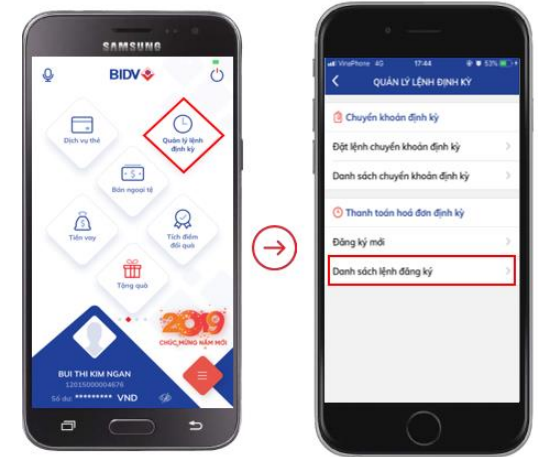 SAMSUNG
BIDV
Dịch vụ thẻ
Quản lý lệnh
định kỳ
$
Bán ngoại tệ
Tiền vay
Tích điểm
đổi quà
Tặng quà
2019
CHÚC MỪNG NĂM MỚI
BUI THI KIM NGAN
12015000004676
Số dư: ********* VND
VinaPhone 4G 17:44 53%
QUẢN LÝ LỆNH ĐỊNH KỲ
Chuyển khoản định kỳ
Đặt lệnh chuyển khoản định kỳ
Danh sách chuyển khoản định kỳ
Thanh toán hoá đơn định kỳ
Đăng ký mới
Danh sách lệnh đăng ký